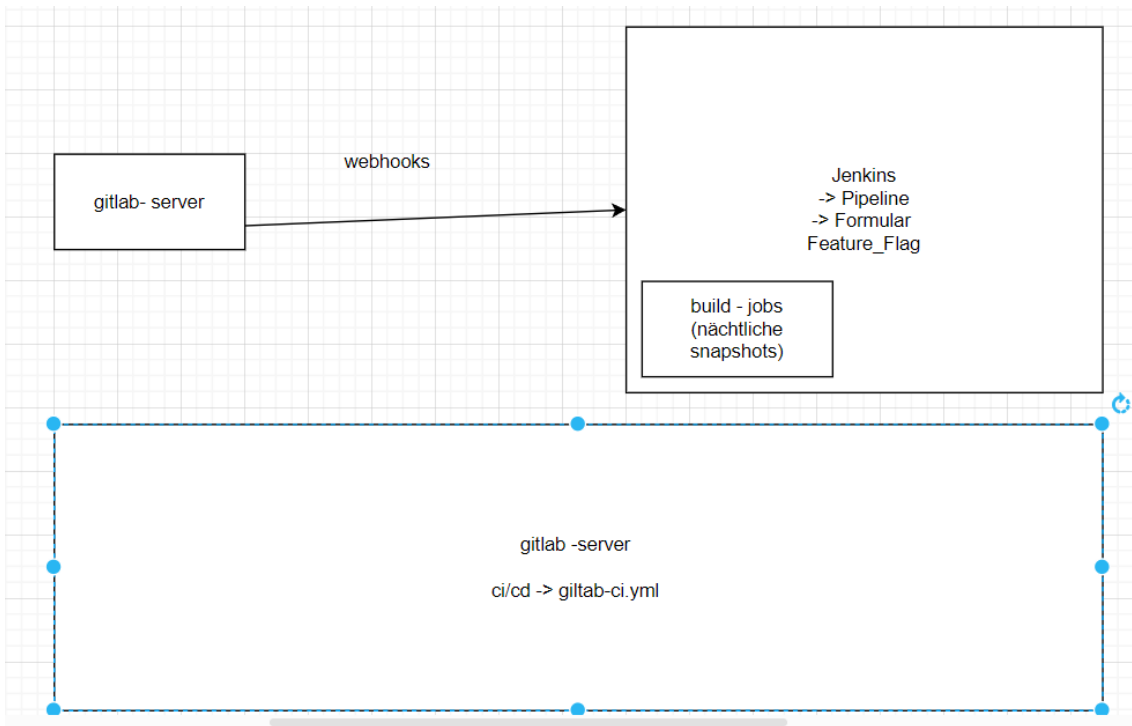 webhooks
gitlab- server
Jenkins
-> Pipeline
-> Formular
Feature_Flag
build - jobs
(nächtliche
snapshots)
gitlab -server
ci/cd -> giltab-ci.yml